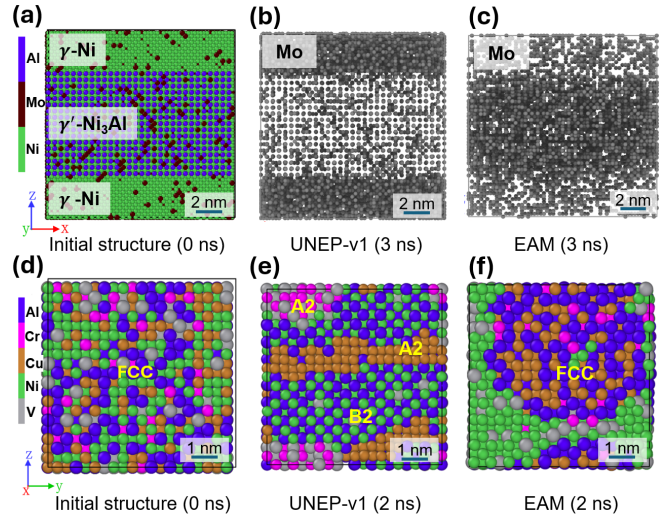 (a)
(b)
(c)
Al
Mo
Ni
γ-Ni
γ′-Ni₃Al
γ-Ni
2 nm
z
y
x
Initial structure (0 ns)
Mo
2 nm
UNEP-v1 (3 ns)
Mo
2 nm
EAM (3 ns)
(d)
(e)
(f)
Al
Cr
Cu
Ni
V
FCC
1 nm
z
x
y
Initial structure (0 ns)
A2
A2
B2
1 nm
UNEP-v1 (2 ns)
FCC
1 nm
EAM (2 ns)